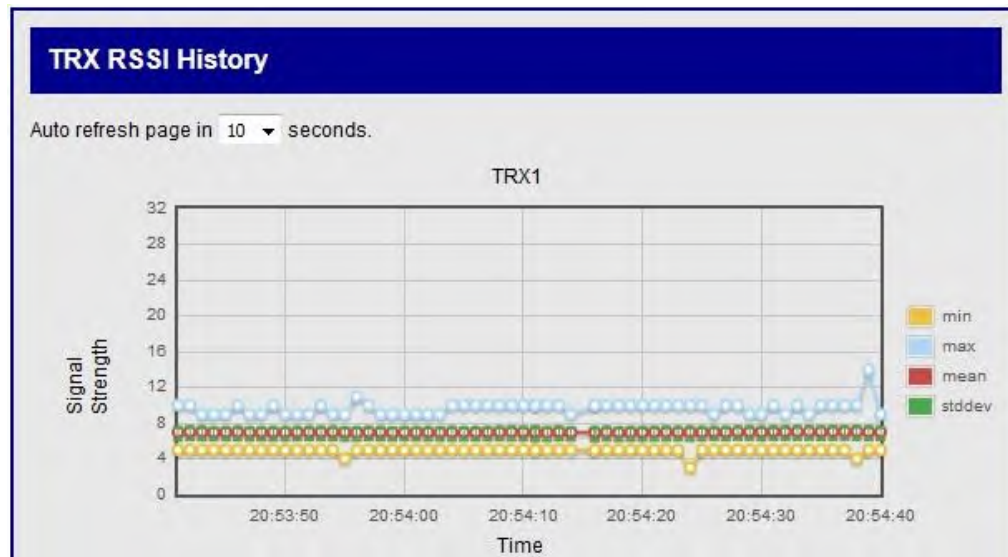 TRX RSSI History
Auto refresh page in 10 seconds.
TRX1
32
28
24
20
16
12
8
4
0
Signal
Strength
min
max
mean
stddev
20:53:50 20:54:00 20:54:10 20:54:20 20:54:30 20:54:40
Time